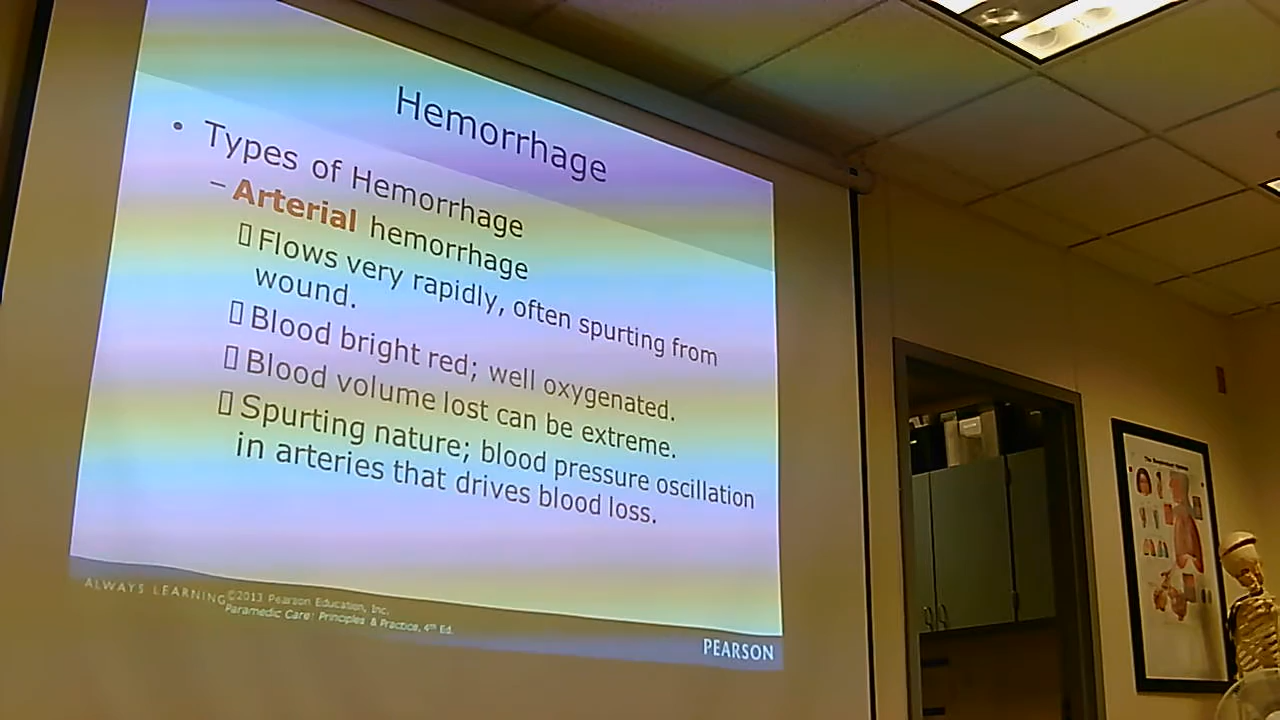 Hemorrhage
• Types of Hemorrhage
– Arterial hemorrhage
▯ Flows very rapidly, often spurting from
wound.
▯ Blood bright red; well oxygenated.
▯ Blood volume lost can be extreme.
▯ Spurting nature; blood pressure oscillation
in arteries that drives blood loss.
ALWAYS LEARNING
©2013 Pearson Education, Inc.
Paramedic Care: Principles & Practice, 4th Ed.
PEARSON